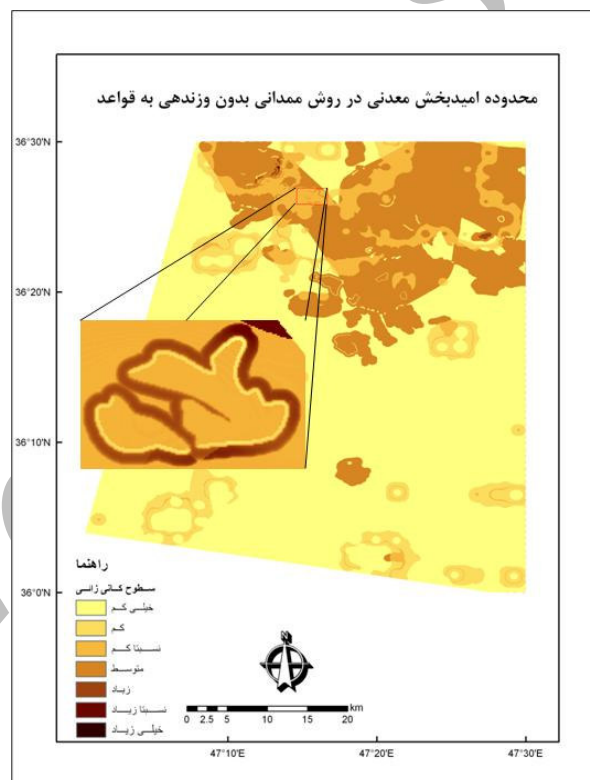 محدوده امیدبخش معدنی در روش ممدانی بدون وزندهی به قواعد
36°30'N
36°20'N
36°10'N
36°0'N
راهنما
سطوح کانی زائی
خیلی کم
کم
نسبتا کم
متوسط
زیاد
نسبتا زیاد
خیلی زیاد
N
0 2.5 5 10 15 20
km
47°10'E 47°20'E 47°30'E